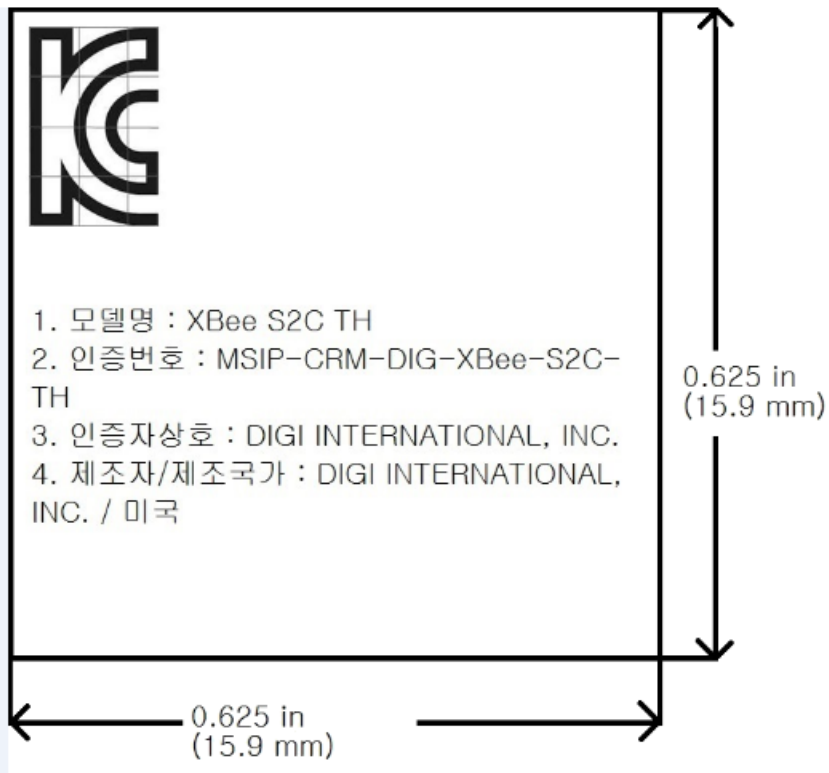 KC
1. 모델명 : XBee S2C TH
2. 인증번호 : MSIP-CRM-DIG-XBee-S2C-
TH
3. 인증자상호 : DIGI INTERNATIONAL, INC.
4. 제조자/제조국가 : DIGI INTERNATIONAL,
INC. / 미국
0.625 in
(15.9 mm)
0.625 in
(15.9 mm)